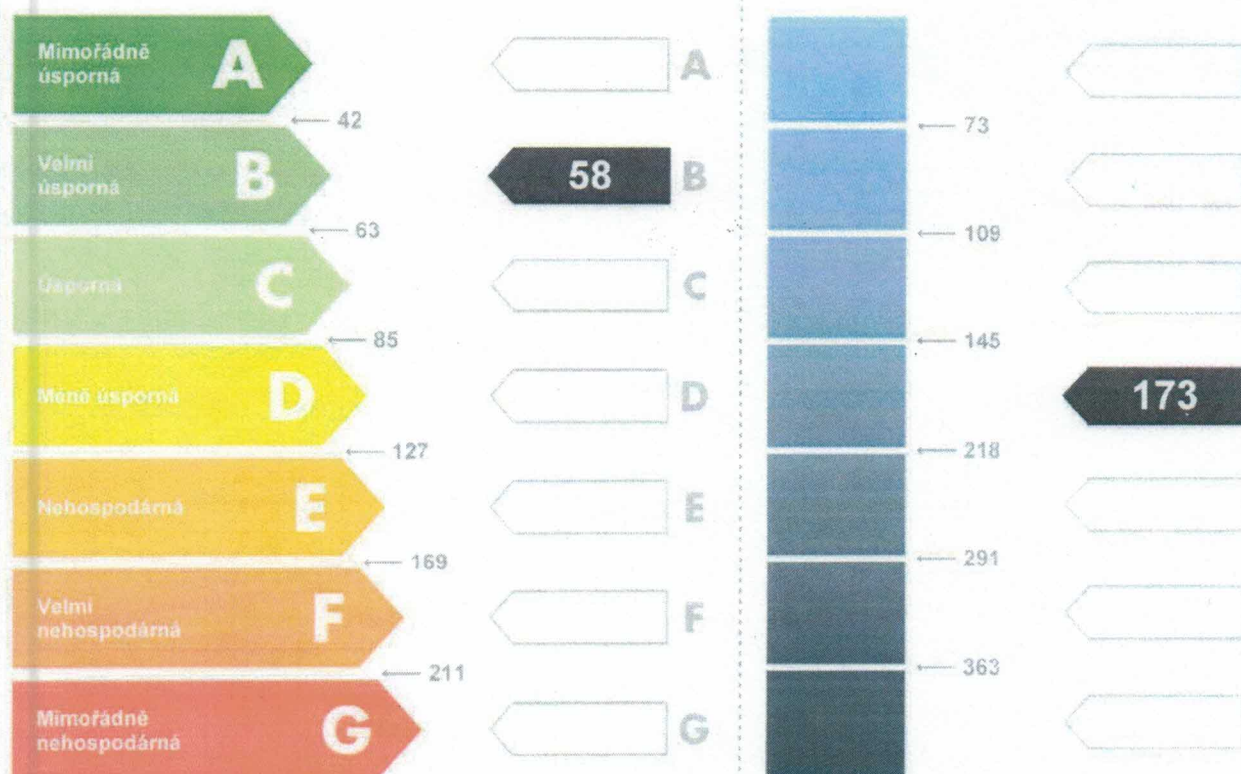 Mimořádně
úsporná
A
A
42
73
Velmi
úsporná
B
58
B
63
109
Úsporná
C
C
85
145
Méně úsporná
D
D
173
127
218
Nehospodárná
E
E
169
291
Velmi
nehospodárná
F
F
211
363
Mimořádně
nehospodárná
G
G